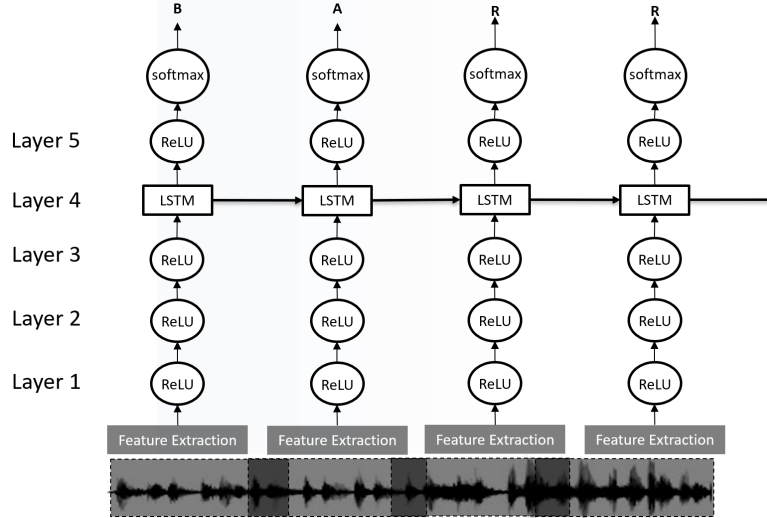 B A R R
softmax softmax softmax softmax
Layer 5 ReLU ReLU ReLU ReLU
Layer 4 LSTM LSTM LSTM LSTM
Layer 3 ReLU ReLU ReLU ReLU
Layer 2 ReLU ReLU ReLU ReLU
Layer 1 ReLU ReLU ReLU ReLU
Feature Extraction Feature Extraction Feature Extraction Feature Extraction